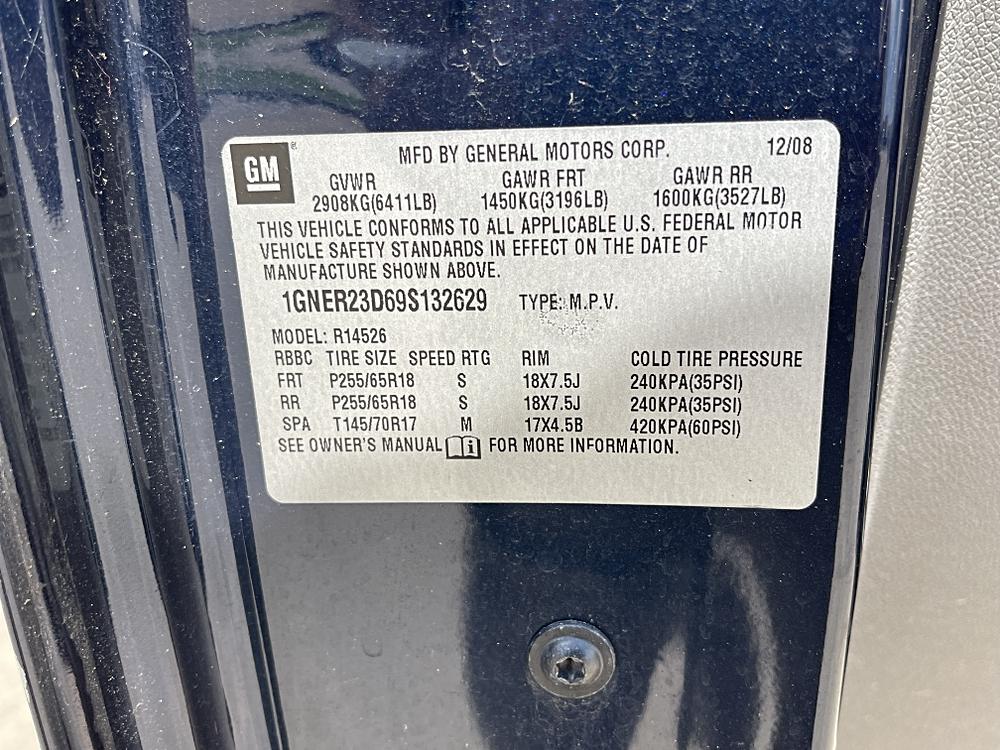 GM ® MFD BY GENERAL MOTORS CORP. 12/08
GVWR GAWR FRT GAWR RR
2908KG(6411LB) 1450KG(3196LB) 1600KG(3527LB)
THIS VEHICLE CONFORMS TO ALL APPLICABLE U.S. FEDERAL MOTOR
VEHICLE SAFETY STANDARDS IN EFFECT ON THE DATE OF
MANUFACTURE SHOWN ABOVE.
1GNER23D69S132629 TYPE: M.P.V.
MODEL: R14526
RBBC TIRE SIZE SPEED RTG RIM COLD TIRE PRESSURE
FRT P255/65R18 S 18X7.5J 240KPA(35PSI)
RR P255/65R18 S 18X7.5J 240KPA(35PSI)
SPA T145/70R17 M 17X4.5B 420KPA(60PSI)
SEE OWNER'S MANUAL i FOR MORE INFORMATION.